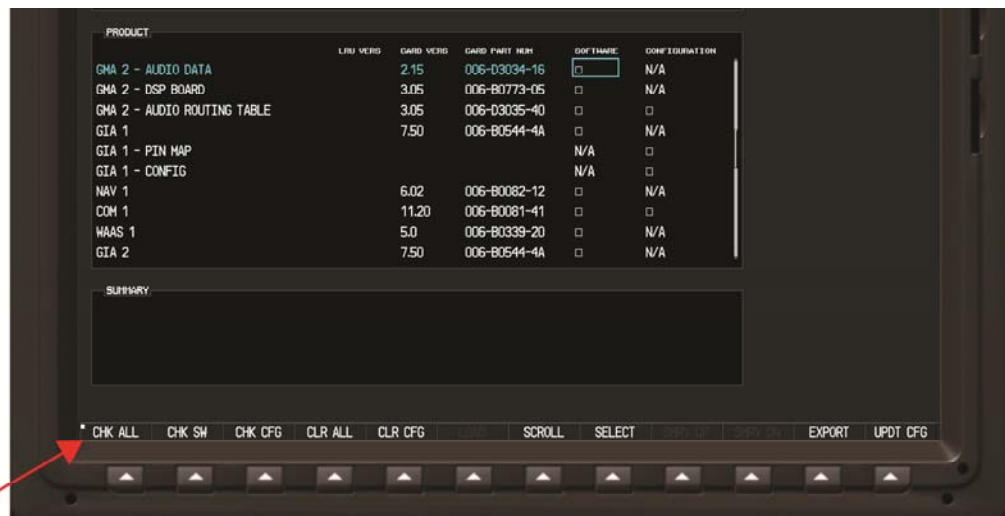 PRODUCT
LRU VERS CARD VERS CARD PART NUM SOFTWARE CONFIGURATION
GMA 2 - AUDIO DATA 2.15 006-D3034-16 N/A
GMA 2 - DSP BOARD 3.05 006-B0773-05 N/A
GMA 2 - AUDIO ROUTING TABLE 3.05 006-D3035-40
GIA 1 7.50 006-B0544-4A N/A
GIA 1 - PIN MAP N/A
GIA 1 - CONFIG N/A
NAV 1 6.02 006-B0082-12 N/A
COM 1 11.20 006-B0081-41
WAAS 1 5.0 006-B0339-20 N/A
GIA 2 7.50 006-B0544-4A N/A
SUMMARY
CHK ALL CHK SW CHK CFG CLR ALL CLR CFG LOAD SCROLL SELECT EXPORT UPDT CFG